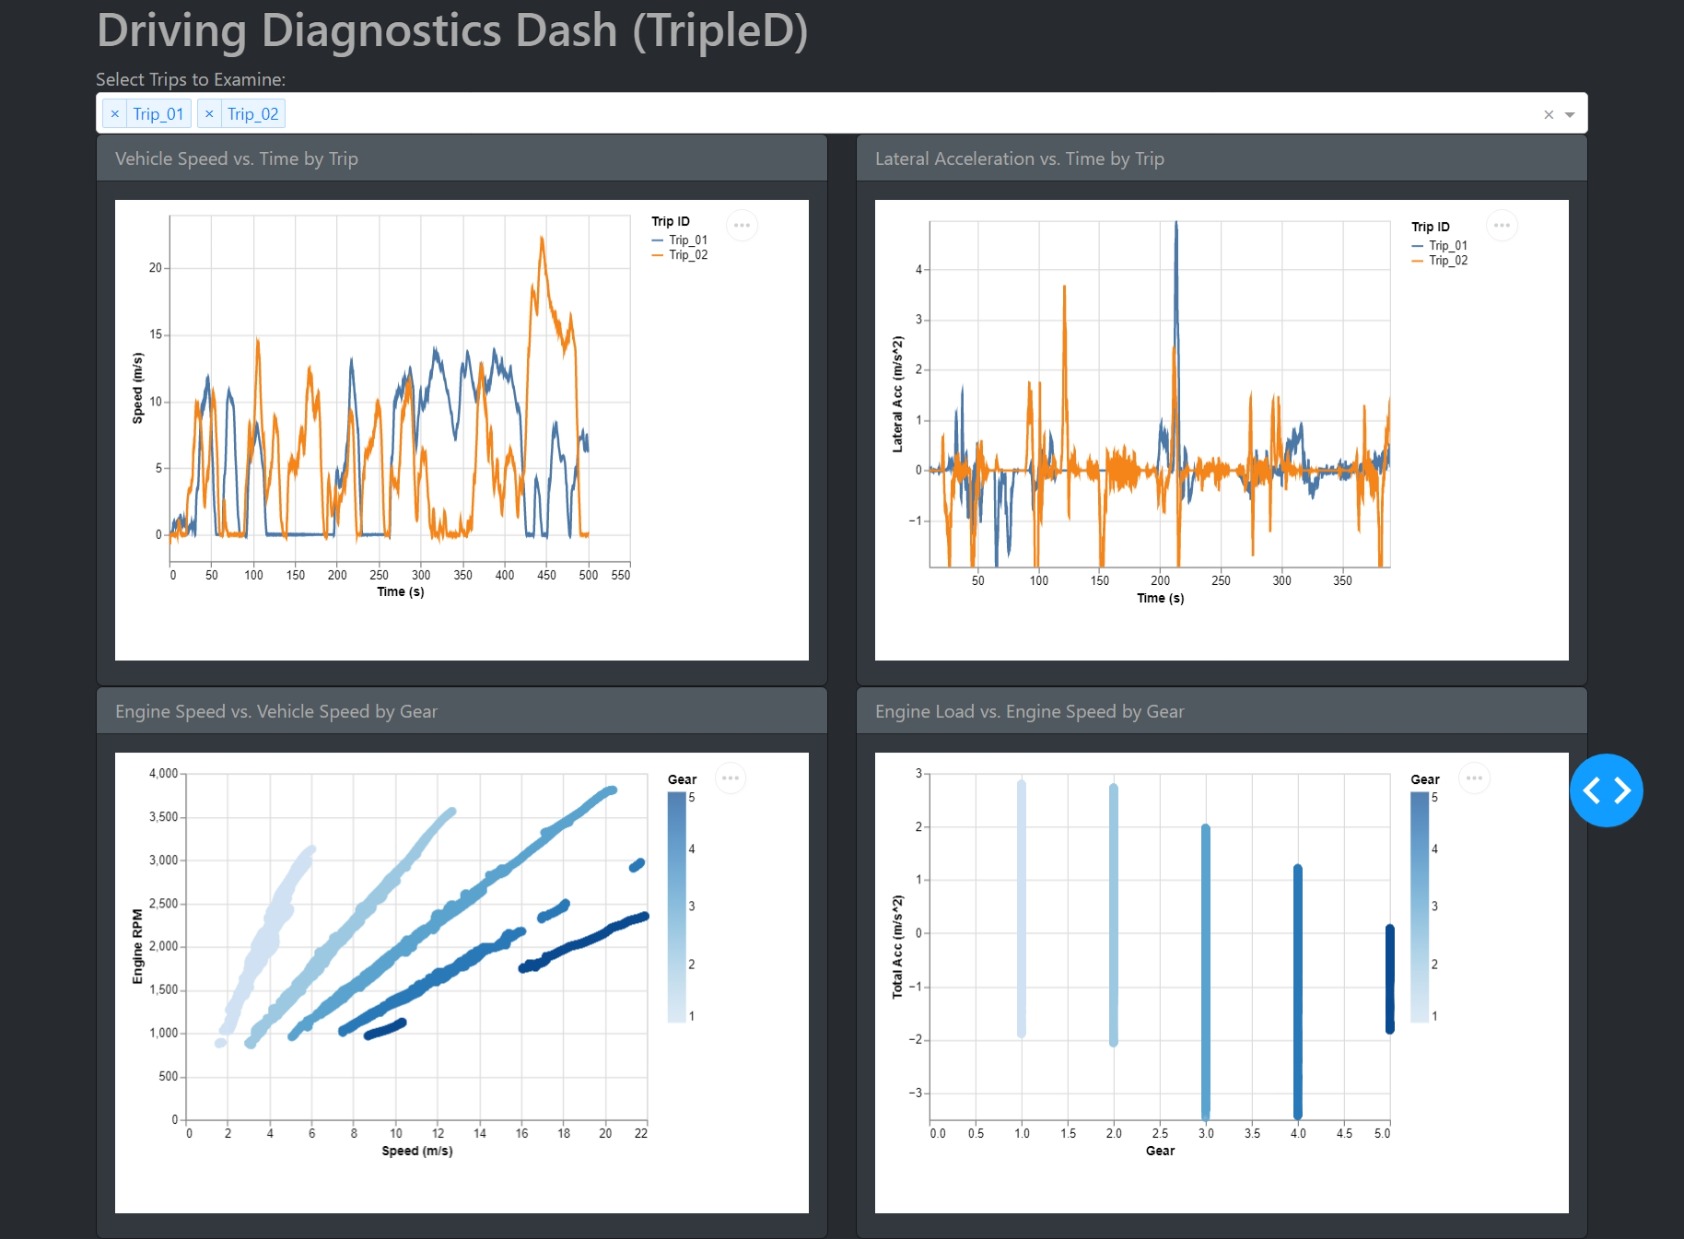 Driving Diagnostics Dash (TripleD)
Select Trips to Examine:
× Trip_01 × Trip_02 ×
Vehicle Speed vs. Time by Trip
20
15
10
5
0
Speed (m/s)
0 50 100 150 200 250 300 350 400 450 500 550
Time (s)
Trip ID
Trip_01
Trip_02
Lateral Acceleration vs. Time by Trip
4
3
2
1
0
−1
Lateral Acc (m/s^2)
50 100 150 200 250 300 350
Time (s)
Trip ID
Trip_01
Trip_02
Engine Speed vs. Vehicle Speed by Gear
4,000
3,500
3,000
2,500
2,000
1,500
1,000
500
0
Engine RPM
0 2 4 6 8 10 12 14 16 18 20 22
Speed (m/s)
Gear
5
4
3
2
1
Engine Load vs. Engine Speed by Gear
3
2
1
0
−1
−2
−3
Total Acc (m/s^2)
0.0 0.5 1.0 1.5 2.0 2.5 3.0 3.5 4.0 4.5 5.0
Gear
Gear
5
4
3
2
1